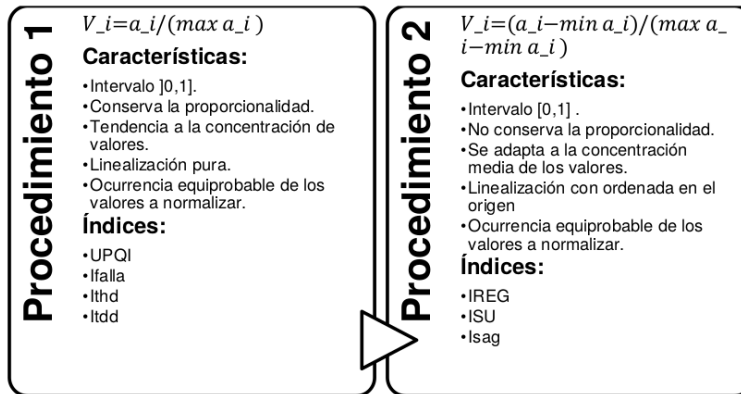 Procedimiento 1
V_i=a_i/(max a_i )
Características:
•Intervalo ]0,1].
•Conserva la proporcionalidad.
•Tendencia a la concentración de
valores.
•Linealización pura.
•Ocurrencia equiprobable de los
valores a normalizar.
Índices:
•UPQI
•Ifalla
•Ithd
•Itdd
Procedimiento 2
V_i=(a_i−min a_i)/(max a_
i−min a_i )
Características:
•Intervalo [0,1] .
•No conserva la proporcionalidad.
•Se adapta a la concentración
media de los valores.
•Linealización con ordenada en el
origen
•Ocurrencia equiprobable de los
valores a normalizar.
Índices:
•IREG
•ISU
•Isag